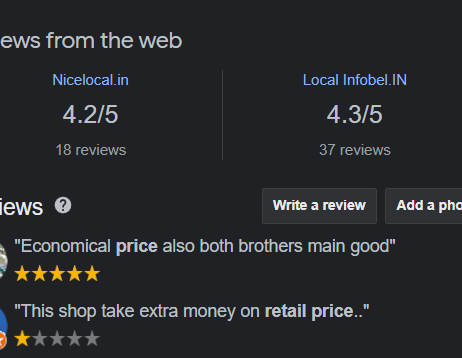 ews from the web
Nicelocal.in
Local Infobel.IN
4.2/5
4.3/5
18 reviews
37 reviews
iews ?
Write a review
Add a pho
"Economical price also both brothers main good"
"This shop take extra money on retail price.."